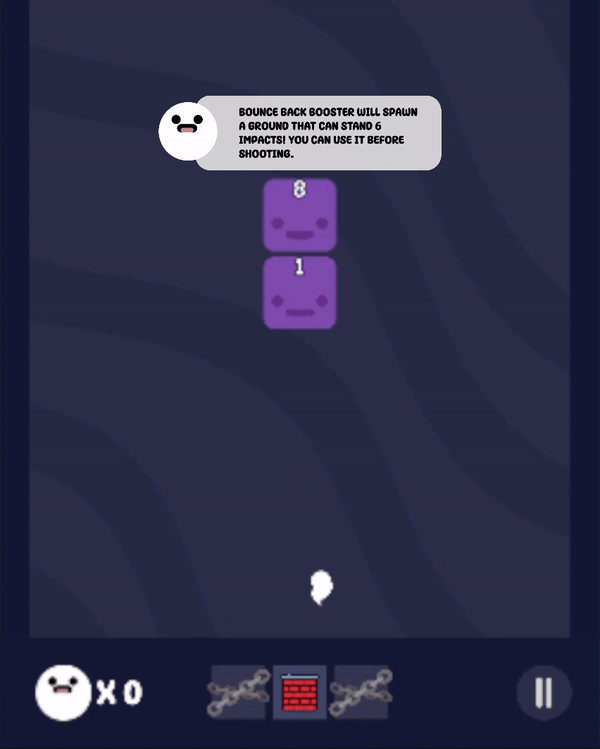 BOUNCE BACK BOOSTER WILL SPAWN
A GROUND THAT CAN STAND 6
IMPACTS! YOU CAN USE IT BEFORE
SHOOTING.
8
1
X 0